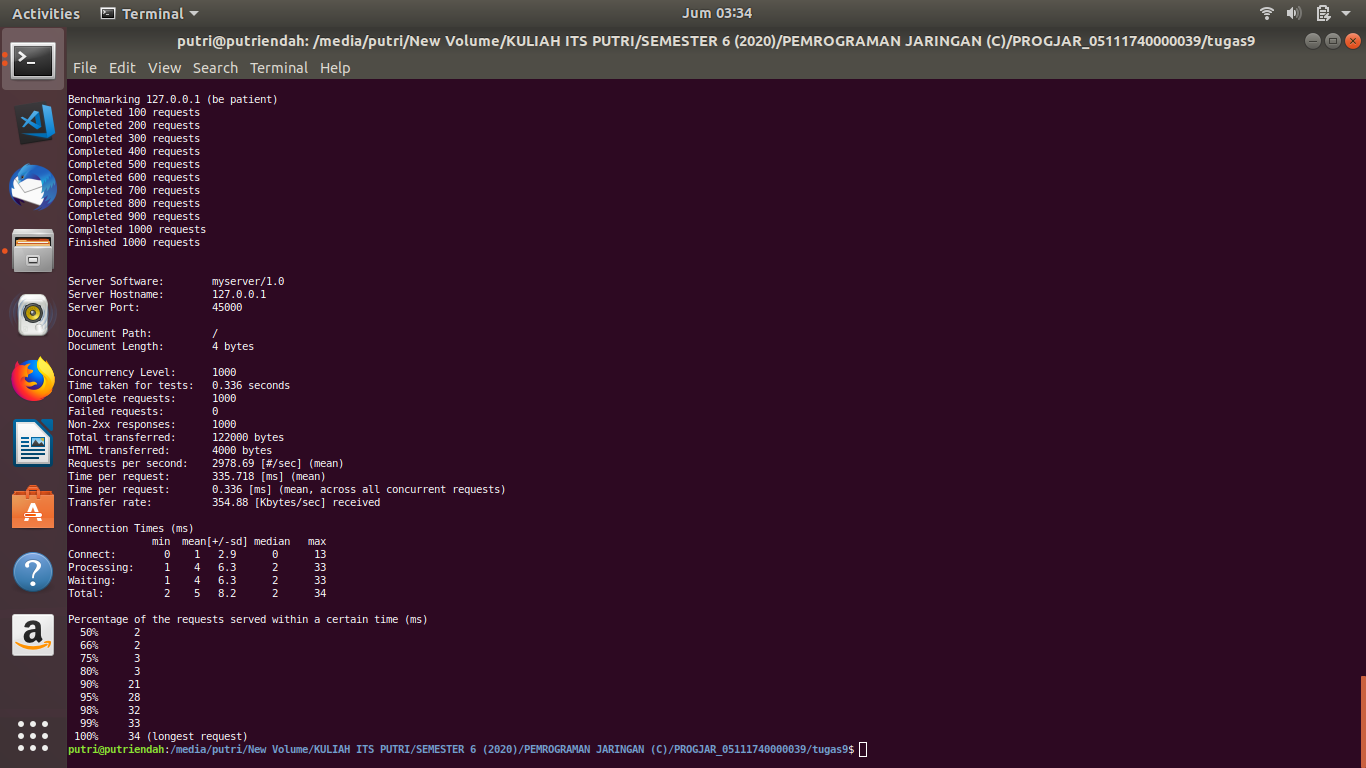 Activities Terminal Jum 03:34
putri@putriendah: /media/putri/New Volume/KULIAH ITS PUTRI/SEMESTER 6 (2020)/PEMROGRAMAN JARINGAN (C)/PROGJAR_05111740000039/tugas9
File Edit View Search Terminal Help
Benchmarking 127.0.0.1 (be patient)
Completed 100 requests
Completed 200 requests
Completed 300 requests
Completed 400 requests
Completed 500 requests
Completed 600 requests
Completed 700 requests
Completed 800 requests
Completed 900 requests
Completed 1000 requests
Finished 1000 requests
Server Software: myserver/1.0
Server Hostname: 127.0.0.1
Server Port: 45000
Document Path: /
Document Length: 4 bytes
Concurrency Level: 1000
Time taken for tests: 0.336 seconds
Complete requests: 1000
Failed requests: 0
Non-2xx responses: 1000
Total transferred: 122000 bytes
HTML transferred: 4000 bytes
Requests per second: 2978.69 [#/sec] (mean)
Time per request: 335.718 [ms] (mean)
Time per request: 0.336 [ms] (mean, across all concurrent requests)
Transfer rate: 354.88 [Kbytes/sec] received
Connection Times (ms)
min mean[+/-sd] median max
Connect: 0 1 2.9 0 13
Processing: 1 4 6.3 2 33
Waiting: 1 4 6.3 2 33
Total: 2 5 8.2 2 34
Percentage of the requests served within a certain time (ms)
50% 2
66% 2
75% 3
80% 3
90% 21
95% 28
98% 32
99% 33
100% 34 (longest request)
putri@putriendah:/media/putri/New Volume/KULIAH ITS PUTRI/SEMESTER 6 (2020)/PEMROGRAMAN JARINGAN (C)/PROGJAR_05111740000039/tugas9$